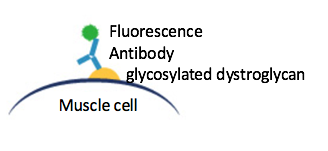 Fluorescence
Antibody
glycosylated dystroglycan
Muscle cell